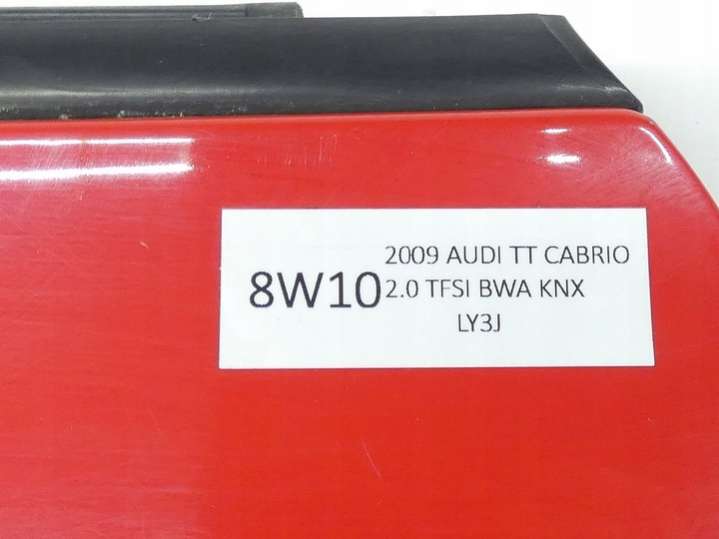 8W10
2009 AUDI TT CABRIO
2.0 TFSI BWA KNX
LY3J